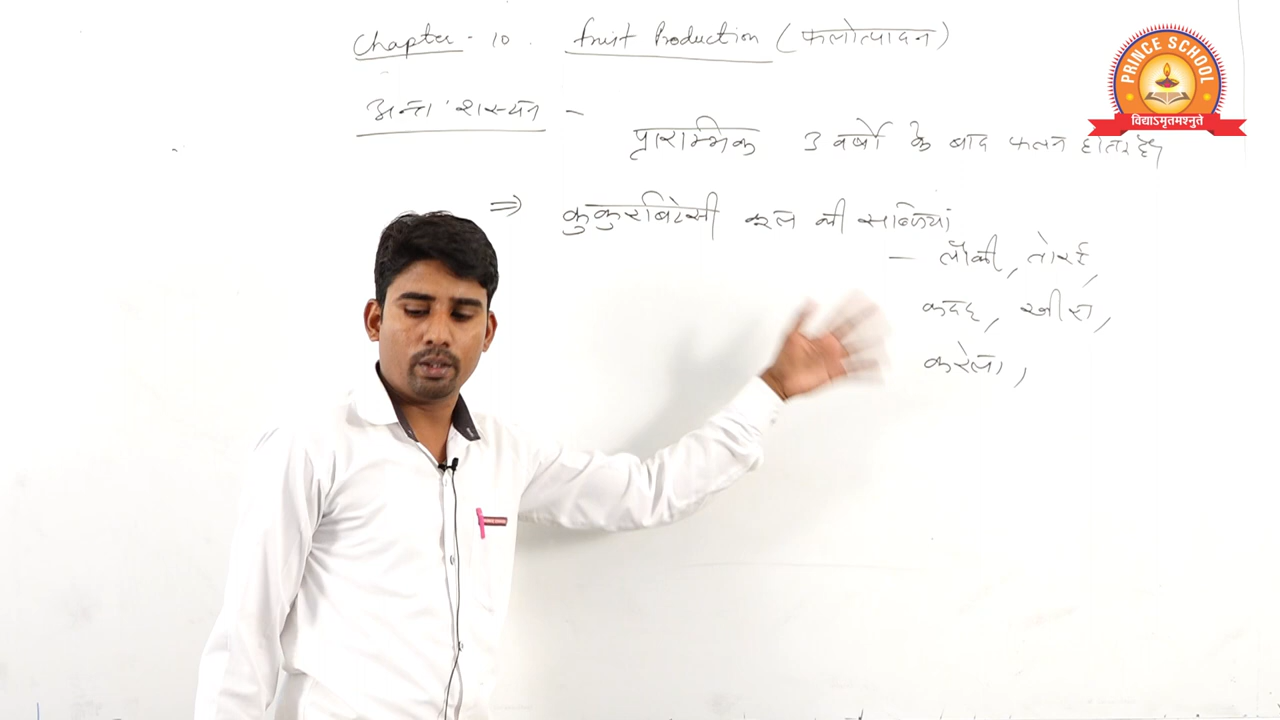 Chapter - 10. fruit Production (फलोत्पादन)
अन्तः शस्यन -
प्रारम्भिक 3 वर्षो के बाद फलन
⇒ कुकुरबिटेसी कुल की सब्जियां
- लौकी, तोरई,
कददू, खीरा,
करेला,
PRINCE SCHOOL
विद्याऽमृतमश्नुते